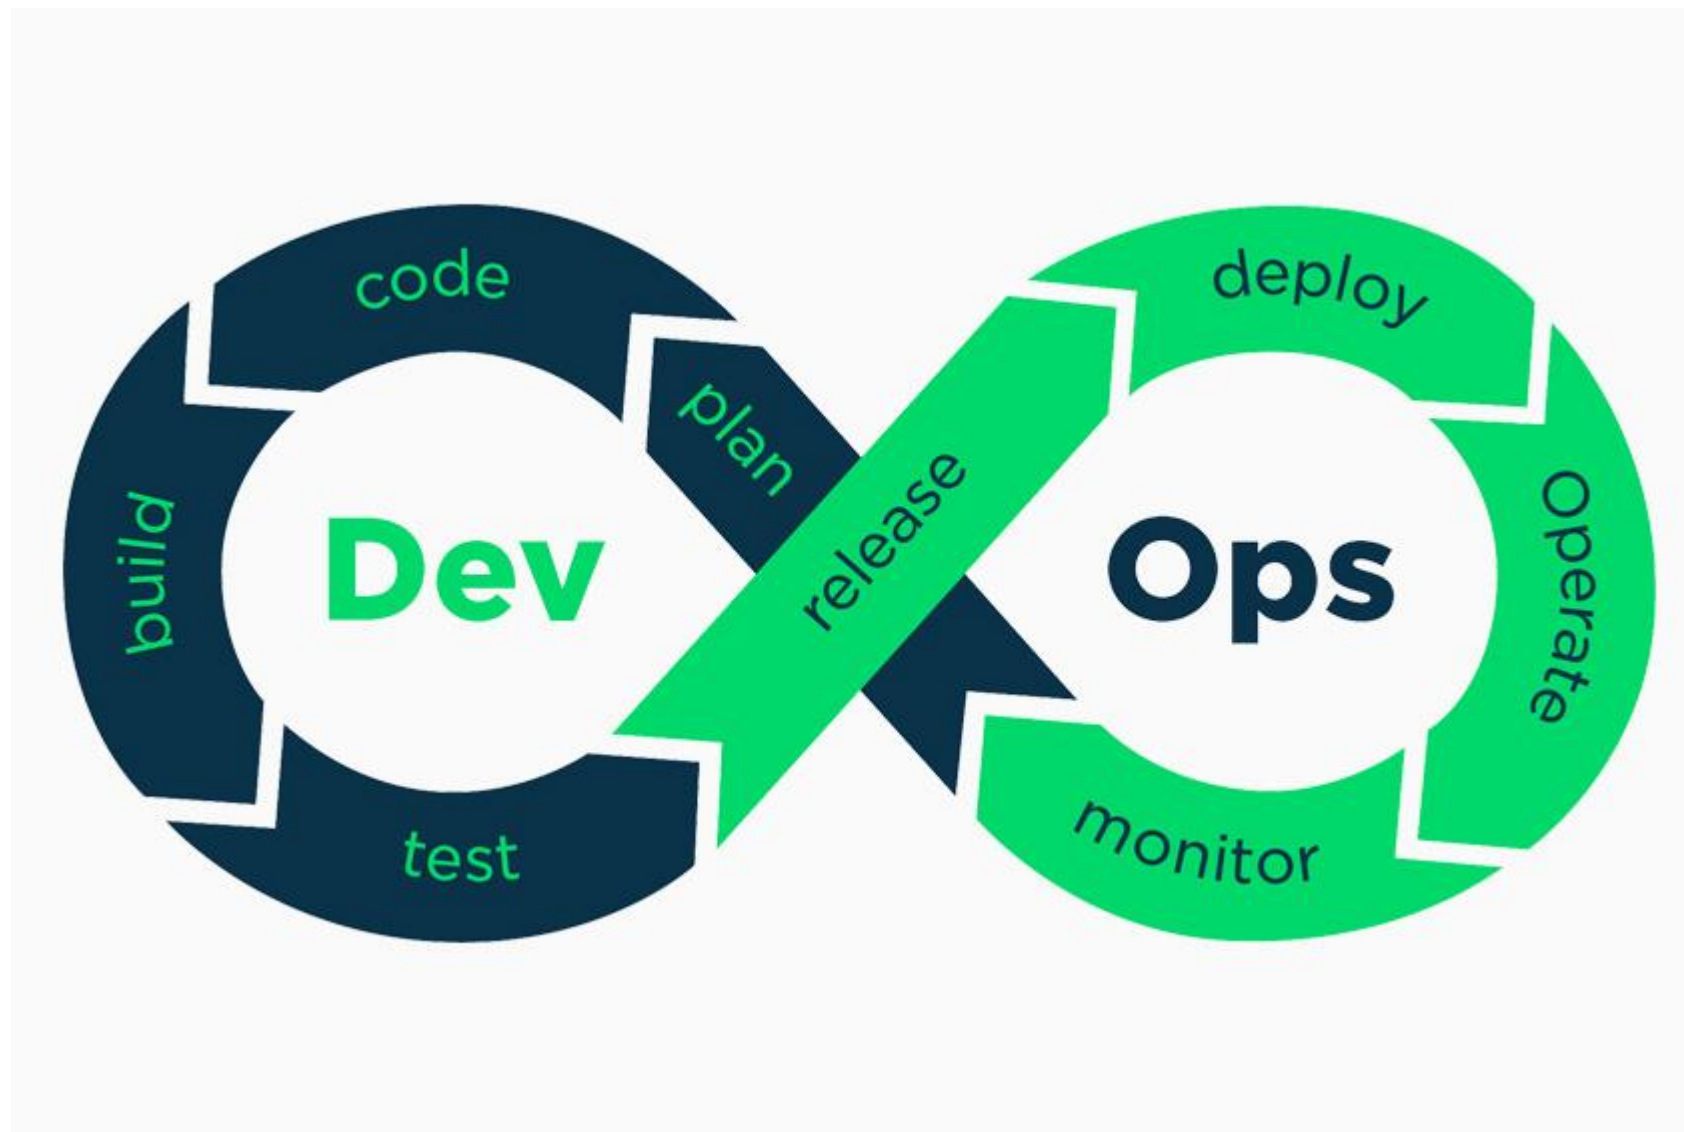 Dev
Ops
plan
code
build
test
release
deploy
Operate
monitor